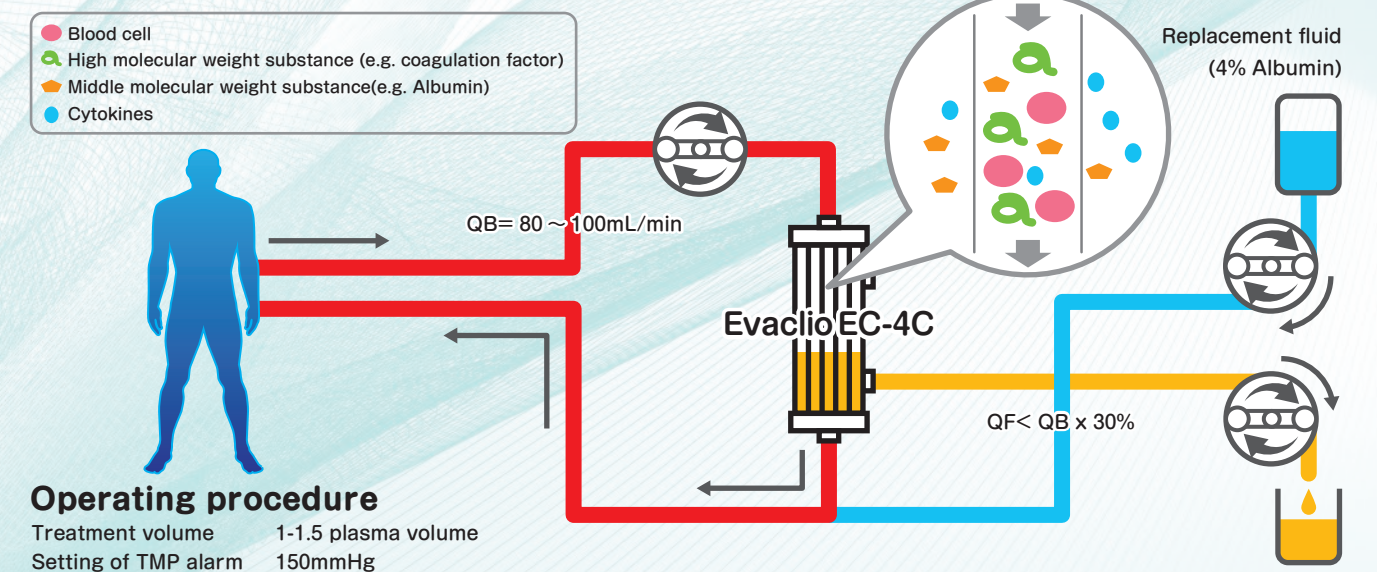 Blood cell
High molecular weight substance (e.g. coagulation factor)
Middle molecular weight substance(e.g. Albumin)
Cytokines
Replacement fluid
(4% Albumin)
QB= 80 ～ 100mL/min
Evaclio EC-4C
QF< QB x 30%
Operating procedure
Treatment volume 1-1.5 plasma volume
Setting of TMP alarm 150mmHg